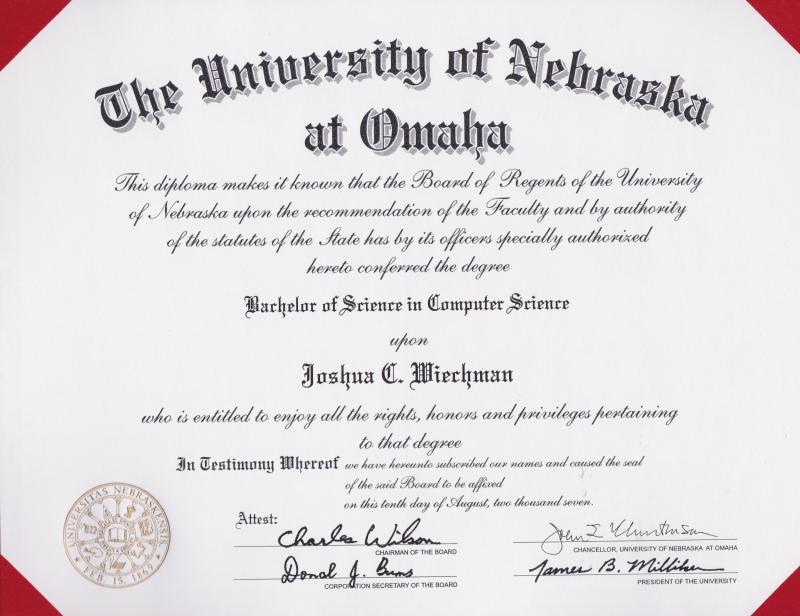 The University of Nebraska
at Omaha
This diploma makes it known that the Board of Regents of the University
of Nebraska upon the recommendation of the Faculty and by authority
of the statutes of the State has by its officers specially authorized
hereto conferred the degree
Bachelor of Science in Computer Science
upon
Joshua C. Wiechman
who is entitled to enjoy all the rights, honors and privileges pertaining
to that degree
In Testimony Whereof we have hereunto subscribed our names and caused the seal
of the said Board to be affixed
on this tenth day of August, two thousand seven.
UNIVERSITAS NEBRASKENSIS
FEB 15, 1869
Attest:
Charles Wilson
CHAIRMAN OF THE BOARD
CHANCELLOR, UNIVERSITY OF NEBRASKA AT OMAHA
Donal J. Burns
CORPORATION SECRETARY OF THE BOARD
James B. Milliken
PRESIDENT OF THE UNIVERSITY